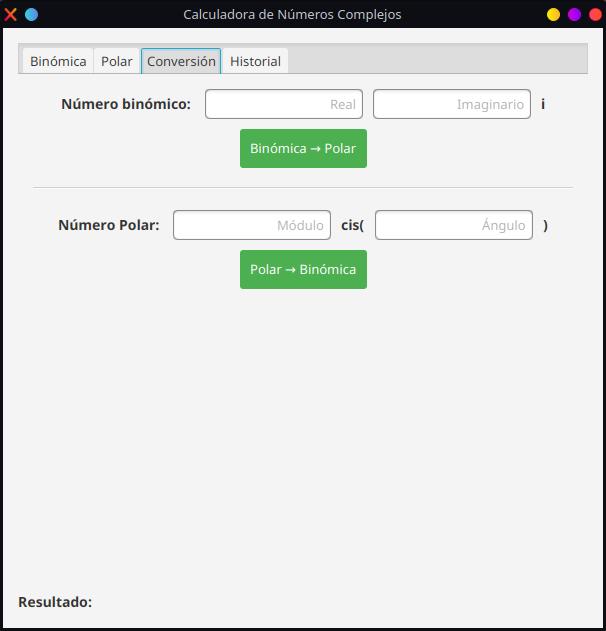 Calculadora de Números Complejos
Binómica Polar Conversión Historial
Número binómico: Real Imaginario i
Binómica → Polar
Número Polar: Módulo cis( Ángulo )
Polar → Binómica
Resultado: